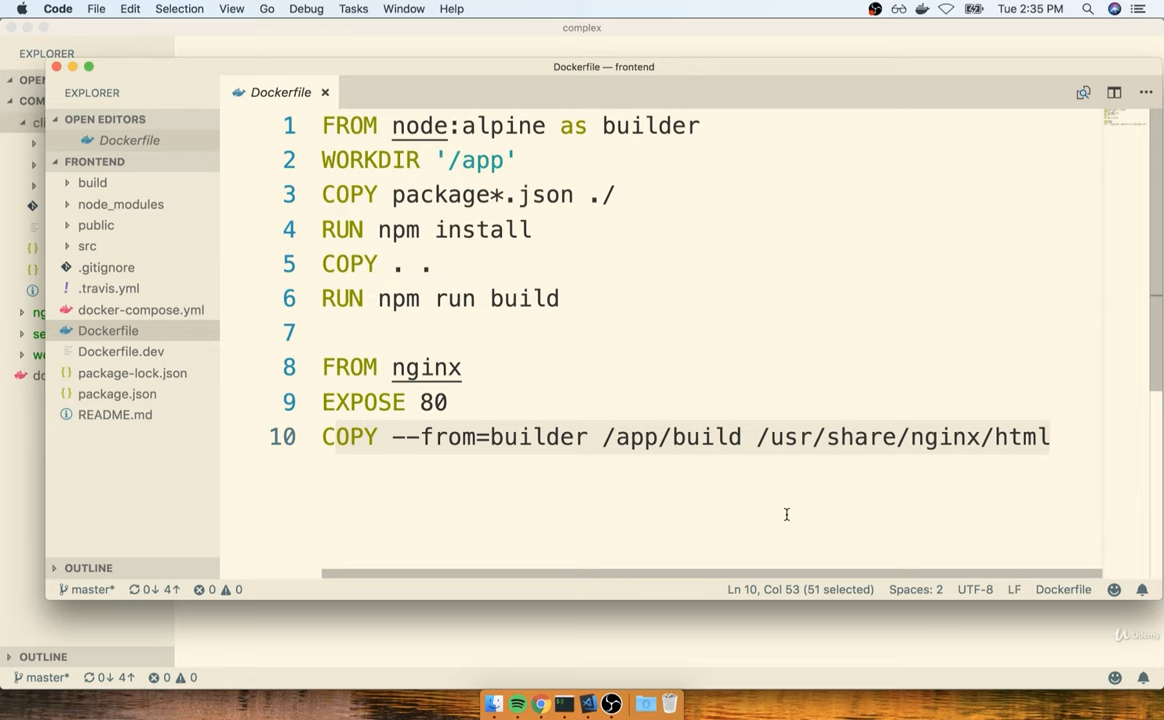 Code File Edit Selection View Go Debug Tasks Window Help Tue 2:35 PM
complex
EXPLORER
Dockerfile — frontend
EXPLORER
Dockerfile
OPEN EDITORS
Dockerfile
FRONTEND
build
node_modules
public
src
.gitignore
.travis.yml
docker-compose.yml
Dockerfile
Dockerfile.dev
package-lock.json
package.json
README.md
OUTLINE
1 FROM node:alpine as builder
2 WORKDIR '/app'
3 COPY package*.json ./
4 RUN npm install
5 COPY . .
6 RUN npm run build
7
8 FROM nginx
9 EXPOSE 80
10 COPY --from=builder /app/build /usr/share/nginx/html
master* 0↓ 4↑ 0 0 Ln 10, Col 53 (51 selected) Spaces: 2 UTF-8 LF Dockerfile
Udemy
OUTLINE
master* 0↓ 4↑ 0 0